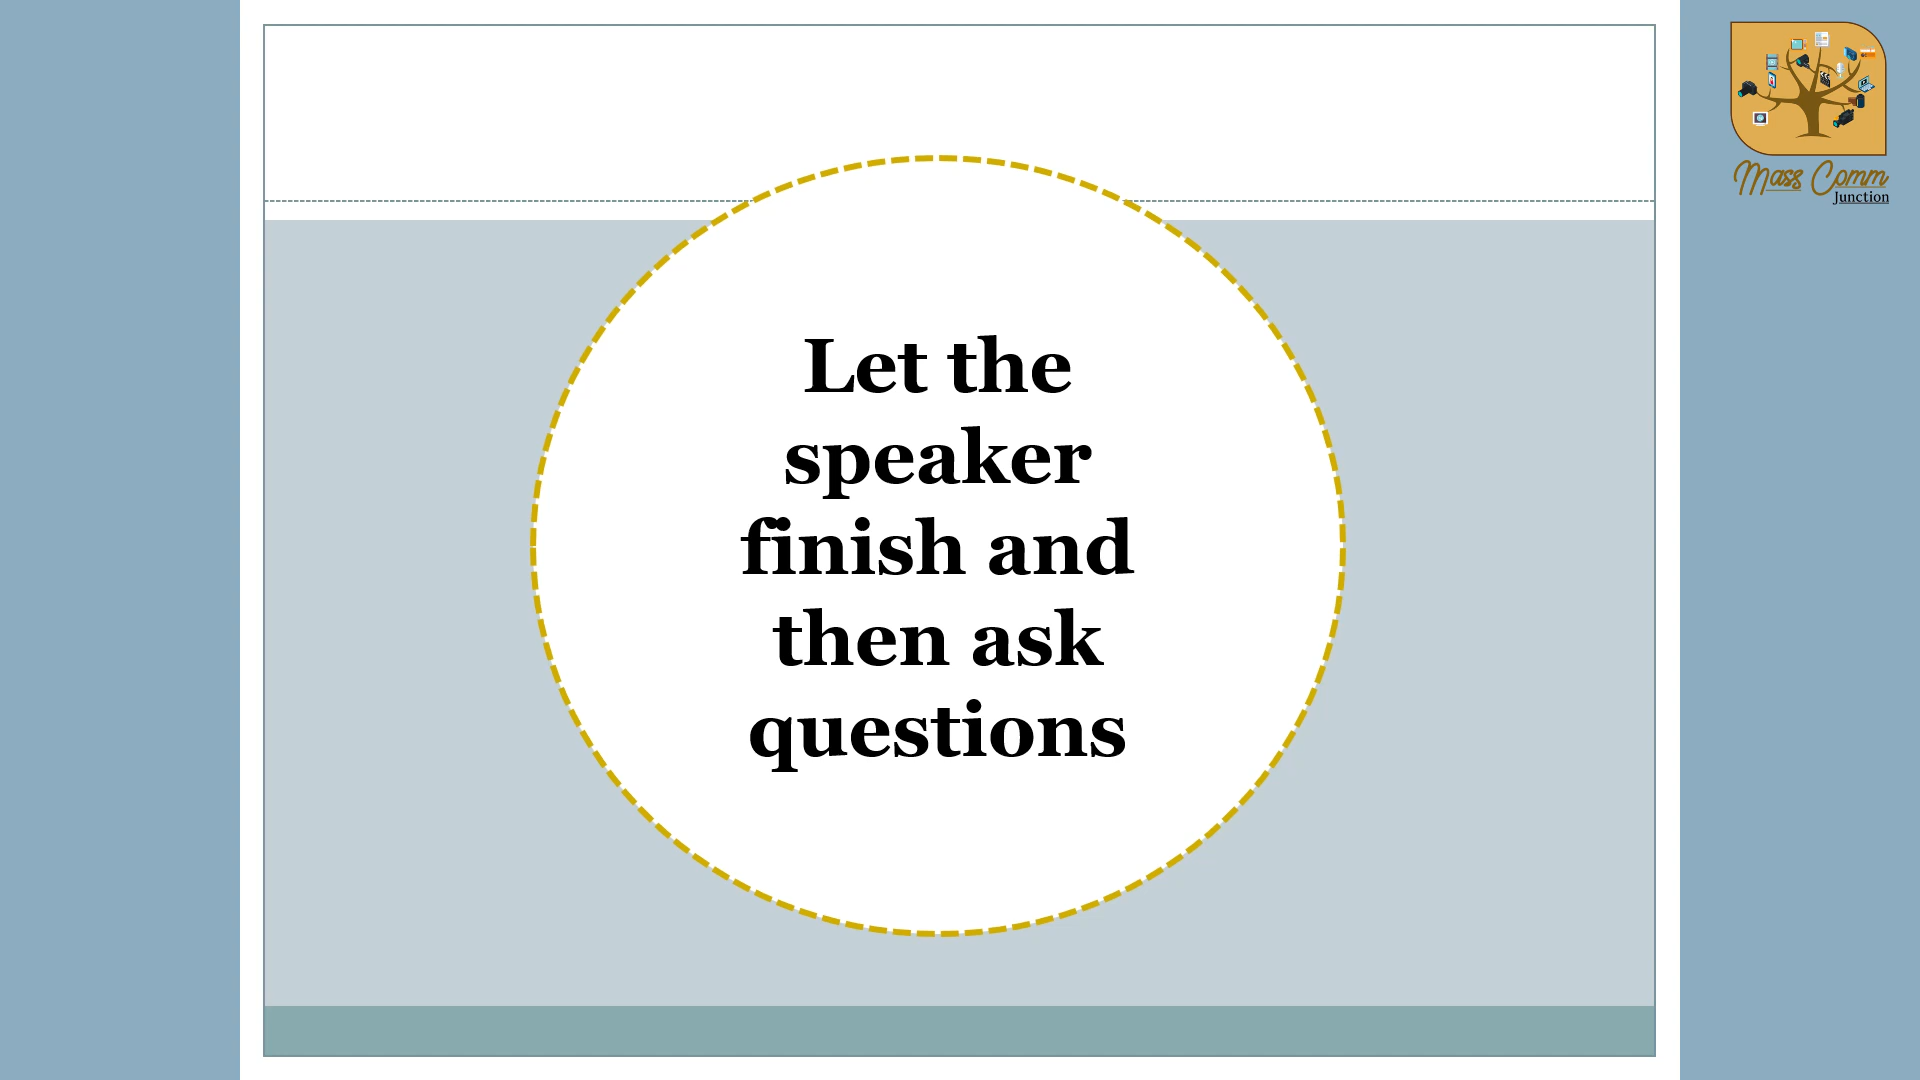 Let the
speaker
finish and
then ask
questions
Mass Comm
Junction